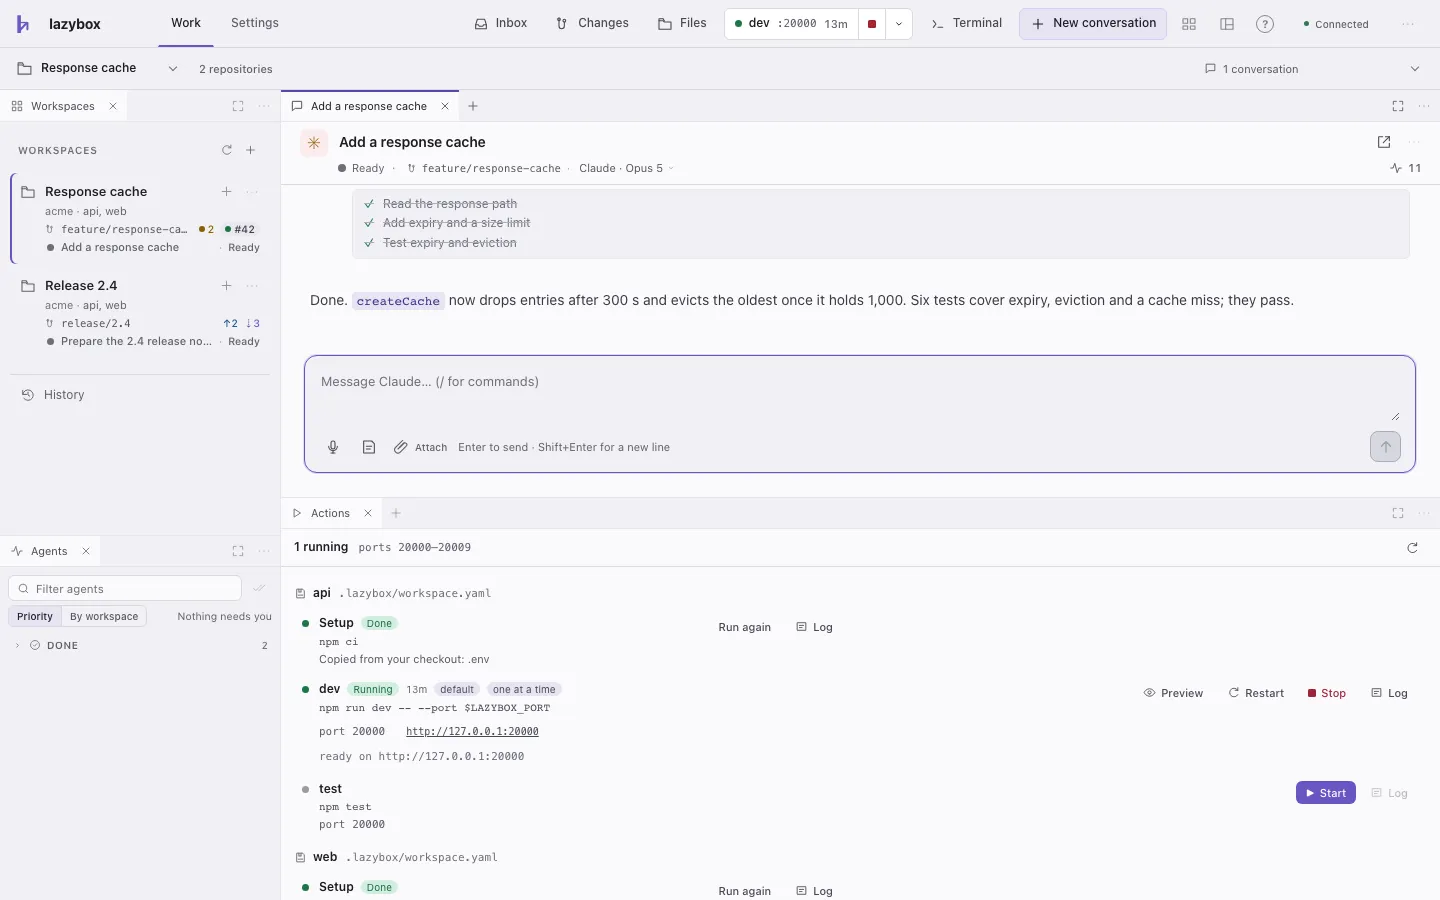 lazybox
Work
Settings
Inbox
Changes
Files
dev :20000 13m
Terminal
New conversation
?
Connected
Response cache
2 repositories
1 conversation
Workspaces
WORKSPACES
Response cache
acme · api, web
feature/response-ca… 2 #42
Add a response cache · Ready
Release 2.4
acme · api, web
release/2.4 ↑2 ↓3
Prepare the 2.4 release no… · Ready
History
Agents
Filter agents
Priority By workspace Nothing needs you
DONE 2
Add a response cache
Add a response cache
Ready · feature/response-cache · Claude · Opus 5
11
Read the response path
Add expiry and a size limit
Test expiry and eviction
Done. createCache now drops entries after 300 s and evicts the oldest once it holds 1,000. Six tests cover expiry, eviction and a cache miss; they pass.
Message Claude… (/ for commands)
Attach Enter to send · Shift+Enter for a new line
Actions
1 running ports 20000–20009
api .lazybox/workspace.yaml
Setup Done
Run again Log
npm ci
Copied from your checkout: .env
dev Running 13m default one at a time
Preview Restart Stop Log
npm run dev -- --port $LAZYBOX_PORT
port 20000 http://127.0.0.1:20000
ready on http://127.0.0.1:20000
test
Start Log
npm test
port 20000
web .lazybox/workspace.yaml
Setup Done
Run again Log